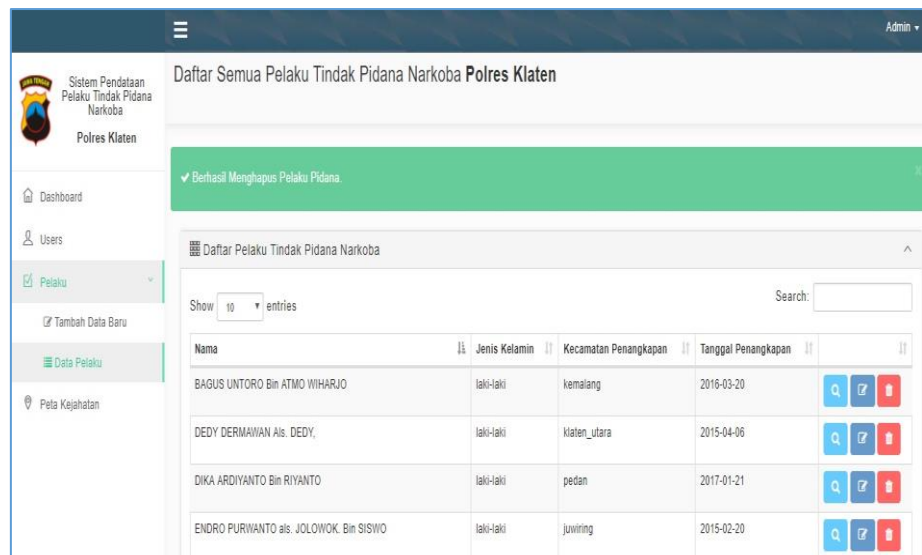 Admin
JAWA TENGAH
Sistem Pendataan
Pelaku Tindak Pidana
Narkoba
Polres Klaten
Daftar Semua Pelaku Tindak Pidana Narkoba Polres Klaten
Berhasil Menghapus Pelaku Pidana.
Dashboard
Users
Pelaku
Tambah Data Baru
Data Pelaku
Peta Kejahatan
Daftar Pelaku Tindak Pidana Narkoba
Show 10 entries Search:
Nama Jenis Kelamin Kecamatan Penangkapan Tanggal Penangkapan
BAGUS UNTORO Bin ATMO WIHARJO laki-laki kemalang 2016-03-20
DEDY DERMAWAN Als. DEDY, laki-laki klaten_utara 2015-04-06
DIKA ARDIYANTO Bin RIYANTO laki-laki pedan 2017-01-21
ENDRO PURWANTO als. JOLOWOK. Bin SISWO laki-laki juwiring 2015-02-20